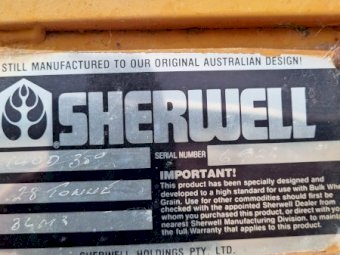 STILL MANUFACTURED TO OUR ORIGINAL AUSTRALIAN DESIGN!
SHERWELL
SERIAL NUMBER
28 TONNE
IMPORTANT!
This product has been specially designed and
developed to a high standard for use with Bulk
Grain. Use for other commodities should first be
checked with the appointed Sherwell Dealer from
whom you purchased this product, or direct with
nearest Sherwell Manufacturing Division, to
the full Warranty that applies to this product.
SHERWELL HOLDINGS PTY. LTD.